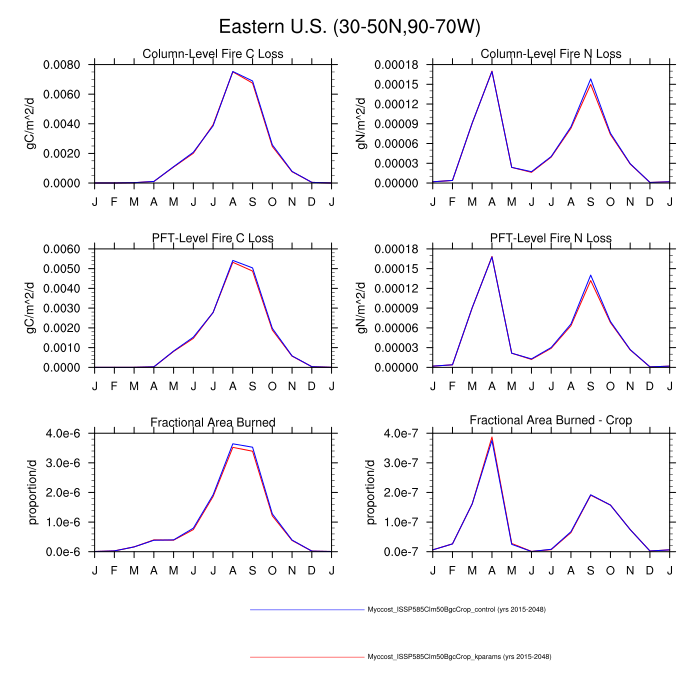 Eastern U.S. (30-50N,90-70W)
Column-Level Fire C Loss
gC/m^2/d
0.0080
0.0060
0.0040
0.0020
0.0000
J F M A M J J A S O N D J
Column-Level Fire N Loss
gN/m^2/d
0.00018
0.00015
0.00012
0.00009
0.00006
0.00003
0.00000
J F M A M J J A S O N D J
PFT-Level Fire C Loss
gC/m^2/d
0.0060
0.0050
0.0040
0.0030
0.0020
0.0010
0.0000
J F M A M J J A S O N D J
PFT-Level Fire N Loss
gN/m^2/d
0.00018
0.00015
0.00012
0.00009
0.00006
0.00003
0.00000
J F M A M J J A S O N D J
Fractional Area Burned
proportion/d
4.0e-6
3.0e-6
2.0e-6
1.0e-6
0.0e-6
J F M A M J J A S O N D J
Fractional Area Burned - Crop
proportion/d
4.0e-7
3.0e-7
2.0e-7
1.0e-7
0.0e-7
J F M A M J J A S O N D J
Myccost_ISSP585Clm50BgcCrop_control (yrs 2015-2048)
Myccost_ISSP585Clm50BgcCrop_kparams (yrs 2015-2048)